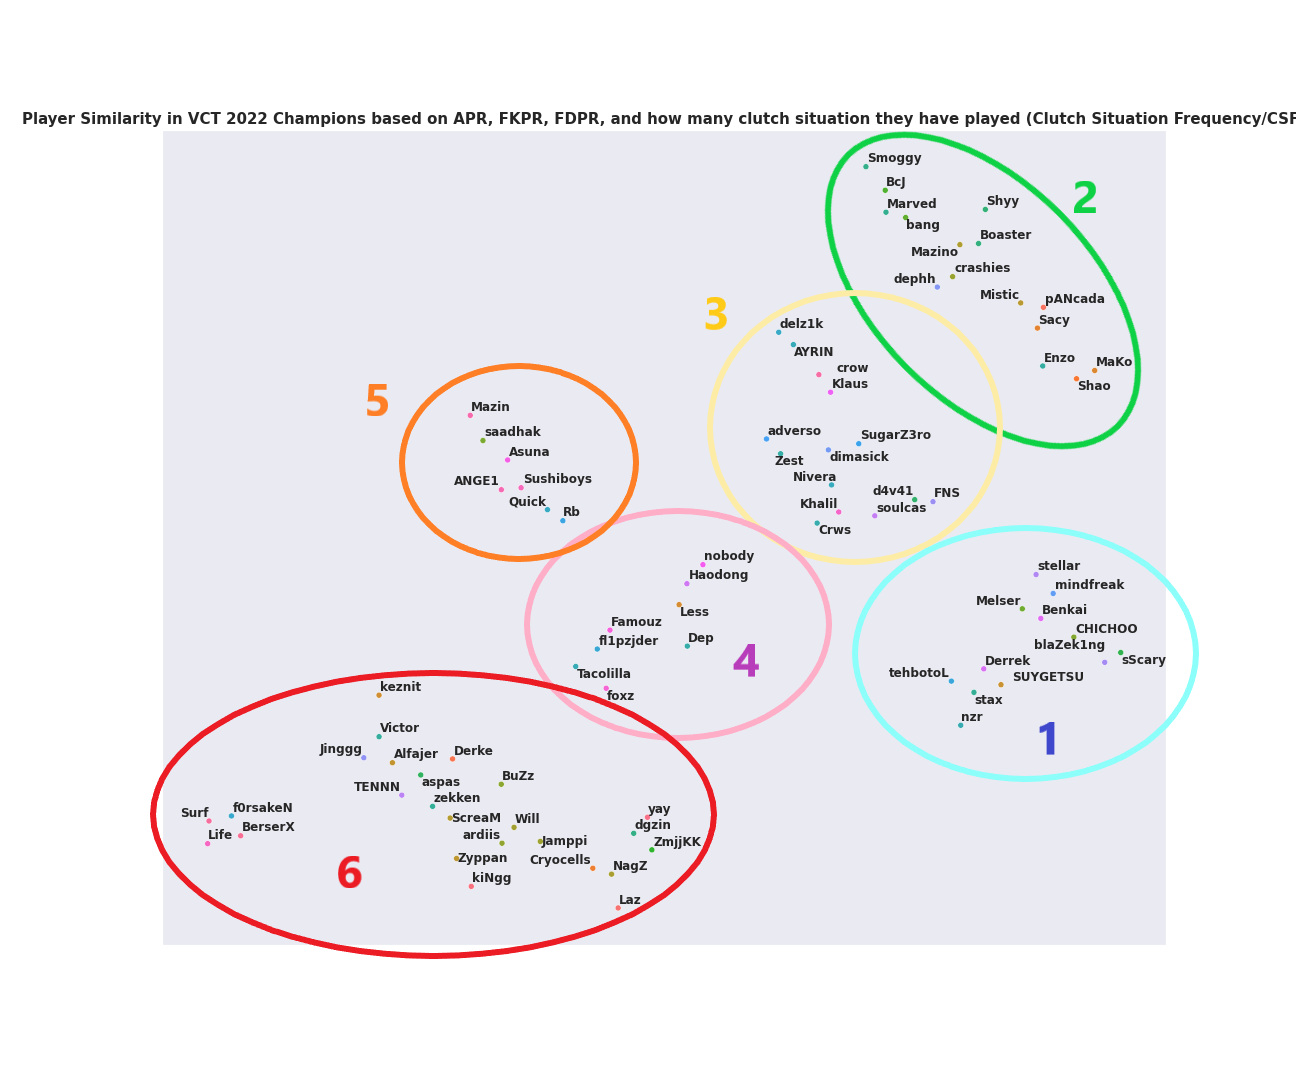 Player Similarity in VCT 2022 Champions based on APR, FKPR, FDPR, and how many clutch situation they have played (Clutch Situation Frequency/CSF
Smoggy
BcJ
2
Shyy
Marved
bang
Boaster
Mazino
crashies
dephh
Mistic
pANcada
3
Sacy
delz1k
AYRIN
Enzo
MaKo
crow
Klaus
Shao
5
Mazin
saadhak
adverso
SugarZ3ro
Asuna
Zest
dimasick
ANGE1
Sushiboys
Nivera
d4v41
FNS
Quick
Khalil
soulcas
Rb
Crws
nobody
stellar
Haodong
mindfreak
Melser
Benkai
Less
Famouz
CHICHOO
fl1pzjder
Dep
blaZek1ng
4
Derrek
sScary
Tacolilla
tehbotoL
SUYGETSU
keznit
foxz
stax
nzr
Victor
1
Jinggg
Alfajer
Derke
TENNN
aspas
BuZz
zekken
Surf
f0rsakeN
yay
ScreaM
Will
dgzin
Life
BerserX
ardiis
Jamppi
ZmjjKK
Zyppan
Cryocells
NagZ
6
kiNgg
Laz